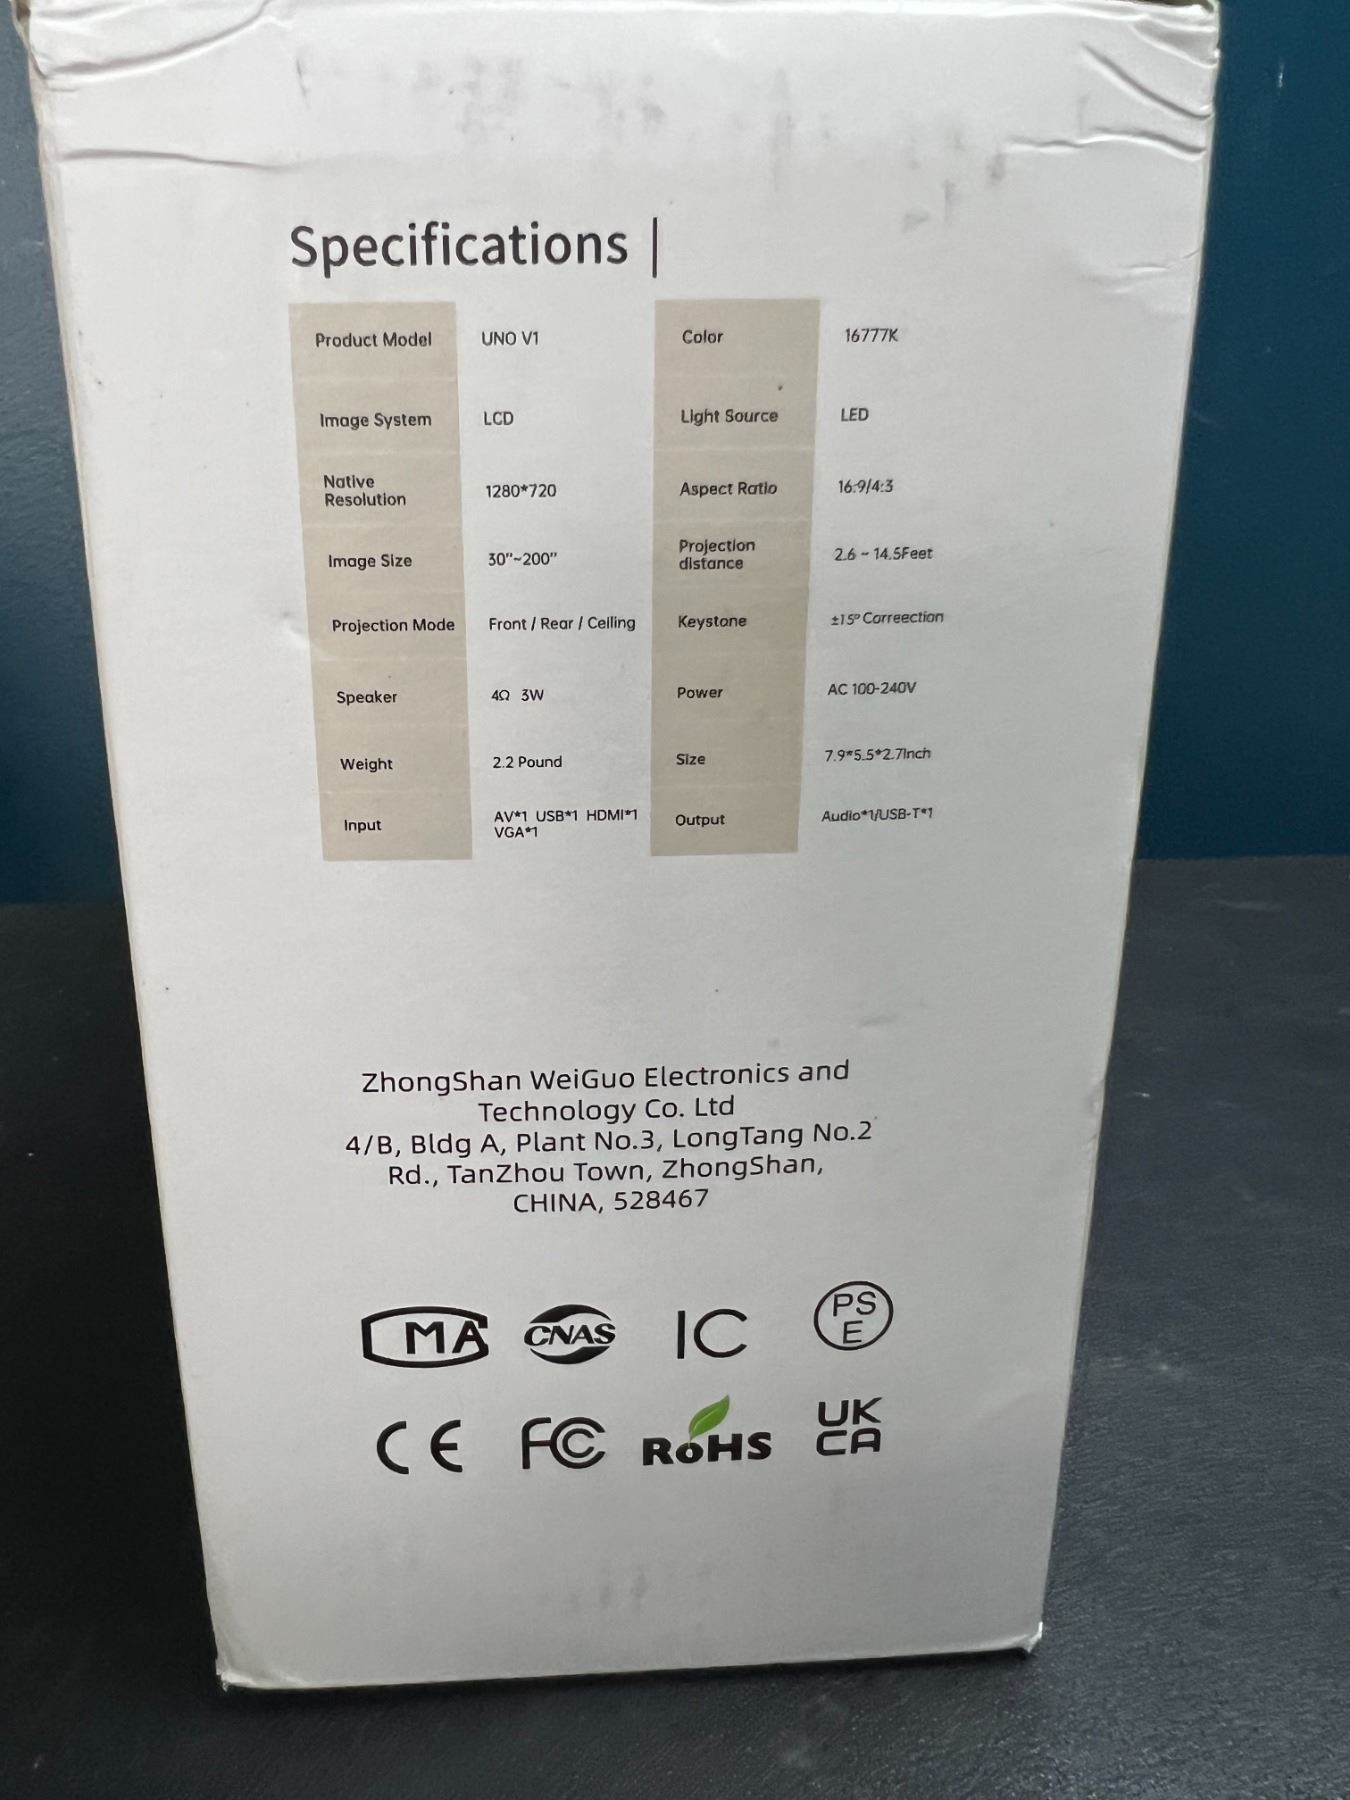 Specifications |
Product Model UNO V1 Color 16777K
Image System LCD Light Source LED
Native
Resolution 1280*720 Aspect Ratio 16:9/4:3
Image Size 30"~200" Projection
distance 2.6 ~ 14.5Feet
Projection Mode Front / Rear / Ceiling Keystone ±15° Correection
Speaker 4Ω 3W Power AC 100-240V
Weight 2.2 Pound Size 7.9*5.5*2.7Inch
Input AV*1 USB*1 HDMI*1
VGA*1 Output Audio*1/USB-T*1
ZhongShan WeiGuo Electronics and
Technology Co. Ltd
4/B, Bldg A, Plant No.3, LongTang No.2
Rd., TanZhou Town, ZhongShan,
CHINA, 528467
CMA CNAS IC PS
E
CE FC RoHS UK
CA